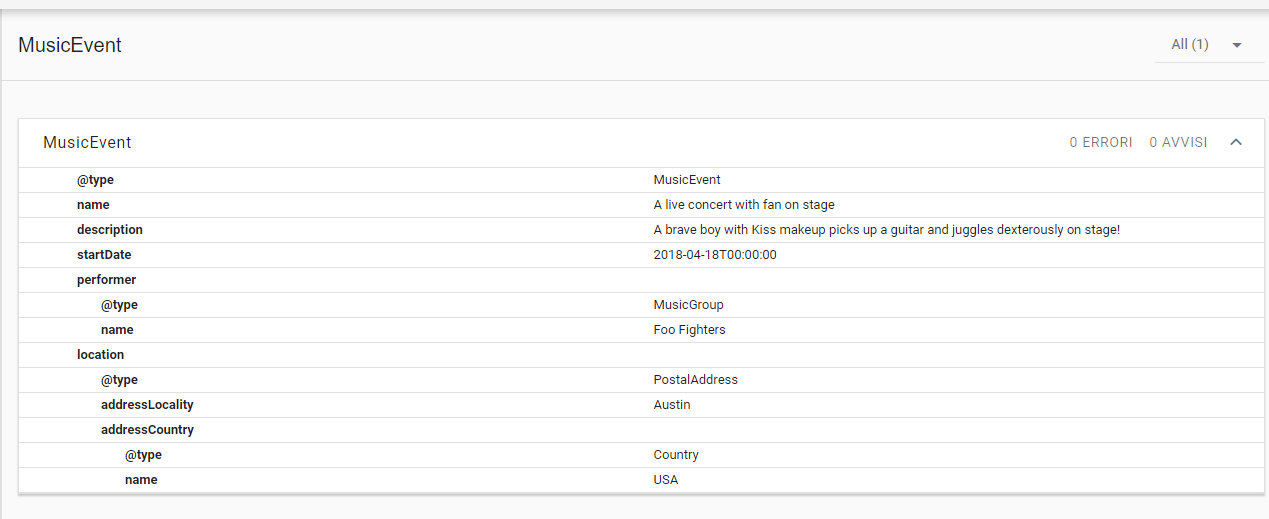 MusicEvent All (1)
MusicEvent 0 ERRORI 0 AVVISI
@type MusicEvent
name A live concert with fan on stage
description A brave boy with Kiss makeup picks up a guitar and juggles dexterously on stage!
startDate 2018-04-18T00:00:00
performer
@type MusicGroup
name Foo Fighters
location
@type PostalAddress
addressLocality Austin
addressCountry
@type Country
name USA